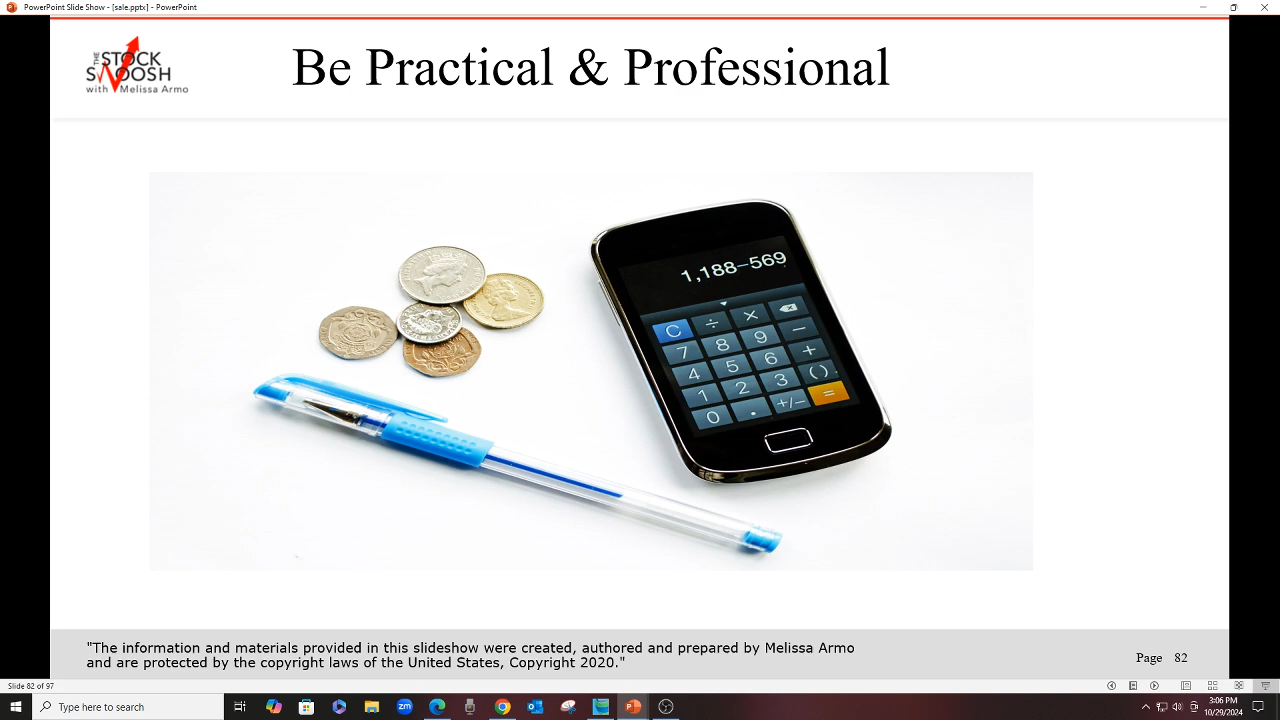 PowerPoint Slide Show - [sale.pptx] - PowerPoint
THE STOCK
SWOOSH
with Melissa Armo
Be Practical & Professional
1,188–569
C ÷ ×
7 8 9 −
4 5 6 +
1 2 3 ( )
0 . +/− =
"The information and materials provided in this slideshow were created, authored and prepared by Melissa Armo
and are protected by the copyright laws of the United States, Copyright 2020."
Page 82
Slide 82 of 97
Type here to search
zm
3:06 PM
10/29/2024